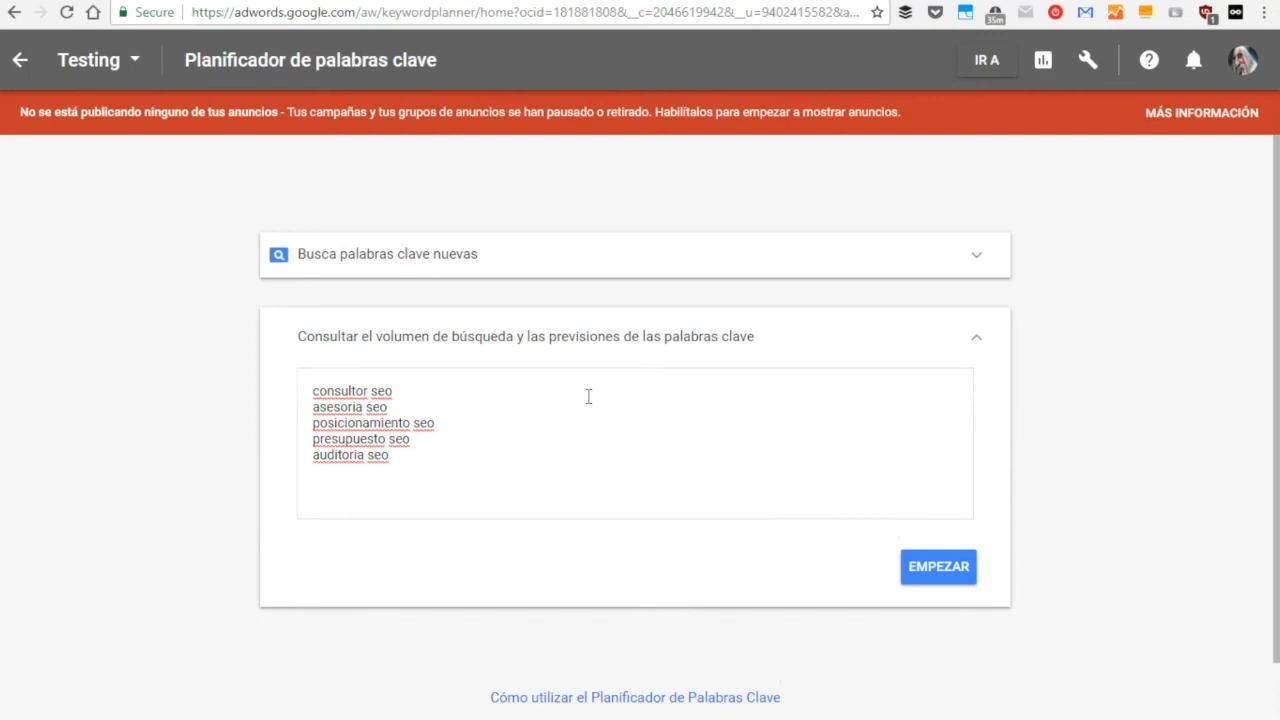 Secure https://adwords.google.com/aw/keywordplanner/home?ocid=181881808&__c=2046619942&__u=9402415582&a...
35m
1
Testing Planificador de palabras clave IR A
No se está publicando ninguno de tus anuncios - Tus campañas y tus grupos de anuncios se han pausado o retirado. Habilítalos para empezar a mostrar anuncios. MÁS INFORMACIÓN
Busca palabras clave nuevas
Consultar el volumen de búsqueda y las previsiones de las palabras clave
consultor seo
asesoria seo
posicionamiento seo
presupuesto seo
auditoria seo
EMPEZAR
Cómo utilizar el Planificador de Palabras Clave